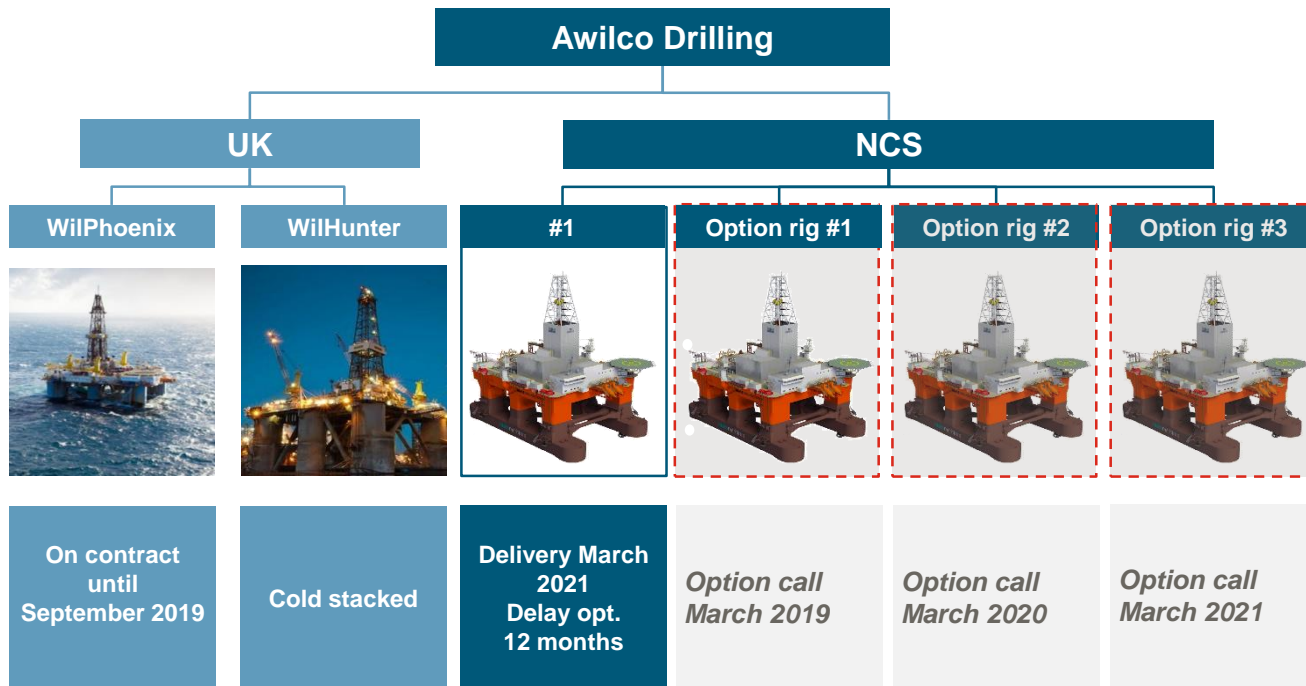 Awilco Drilling
UK
NCS
WilPhoenix
WilHunter
#1
Option rig #1
Option rig #2
Option rig #3
On contract
until
September 2019
Cold stacked
Delivery March
2021
Delay opt.
12 months
Option call
March 2019
Option call
March 2020
Option call
March 2021